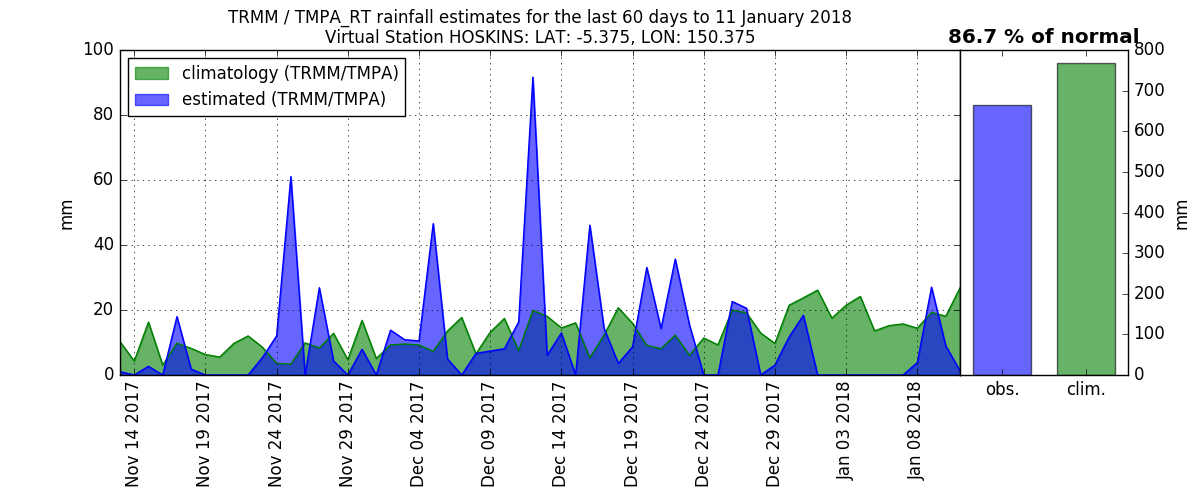 TRMM / TMPA_RT rainfall estimates for the last 60 days to 11 January 2018
Virtual Station HOSKINS: LAT: -5.375, LON: 150.375
86.7 % of normal
climatology (TRMM/TMPA)
estimated (TRMM/TMPA)
100
80
60
40
20
0
mm
Nov 14 2017
Nov 19 2017
Nov 24 2017
Nov 29 2017
Dec 04 2017
Dec 09 2017
Dec 14 2017
Dec 19 2017
Dec 24 2017
Dec 29 2017
Jan 03 2018
Jan 08 2018
800
700
600
500
400
300
200
100
0
mm
obs.
clim.